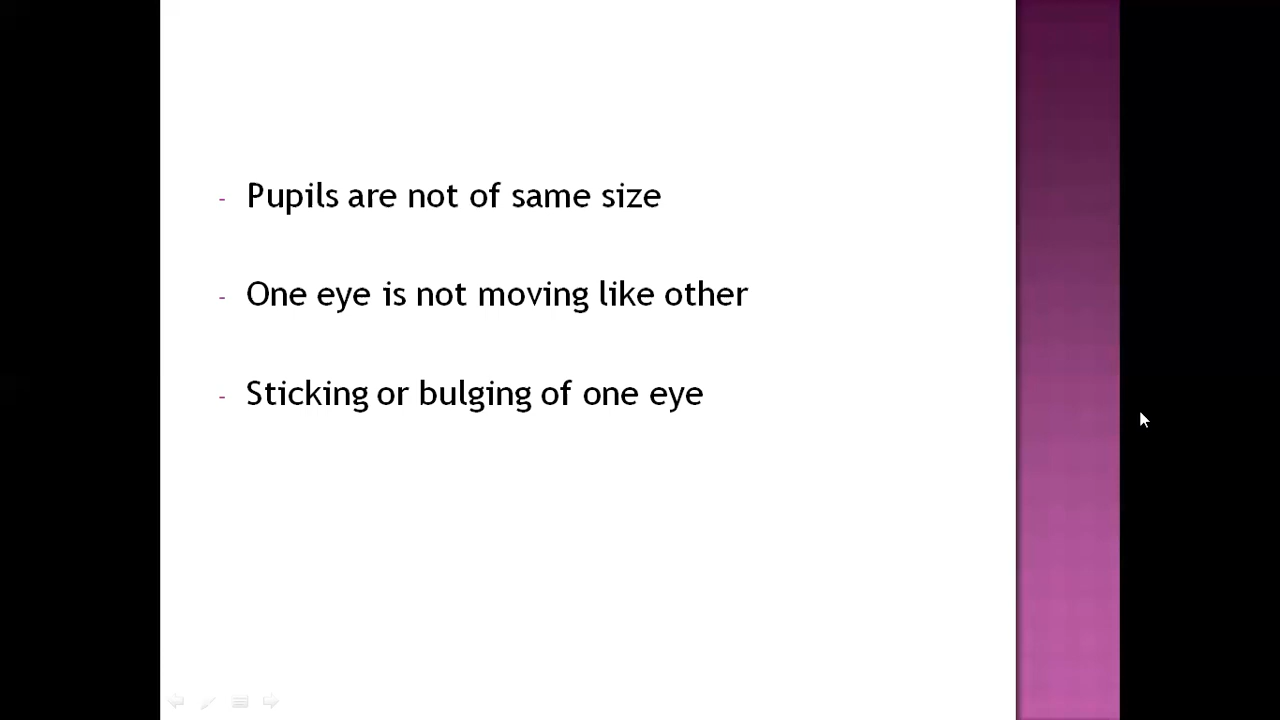 - Pupils are not of same size
- One eye is not moving like other
- Sticking or bulging of one eye